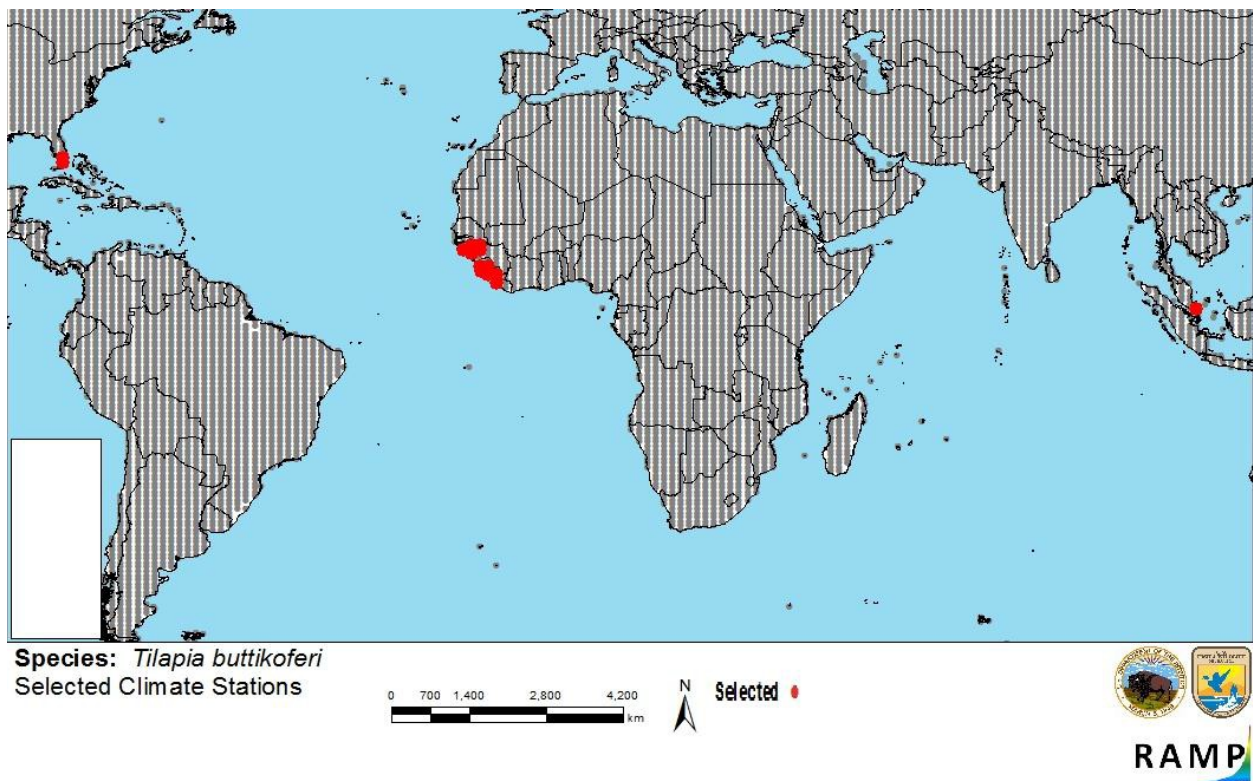 Species: Tilapia buttikoferi
Selected Climate Stations
0 700 1,400 2,800 4,200
km
N
Selected
RAMP